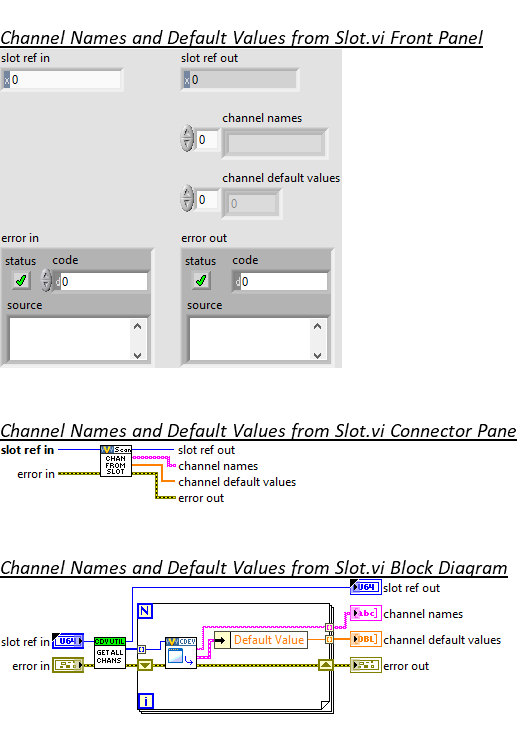 Channel Names and Default Values from Slot.vi Front Panel
slot ref in
slot ref out
x 0
x 0
channel names
0
channel default values
0
0
error in
error out
status code
status code
d0
d0
source
source
Channel Names and Default Values from Slot.vi Connector Pane
slot ref in
Scan
CHAN
FROM
SLOT
slot ref out
channel names
error in
channel default values
error out
Channel Names and Default Values from Slot.vi Block Diagram
U64
slot ref out
N
abc
channel names
slot ref in
U64
CDV UTIL
GET ALL
CHANS
CDEV
Default Value
DBL
channel default values
error in
error out
i